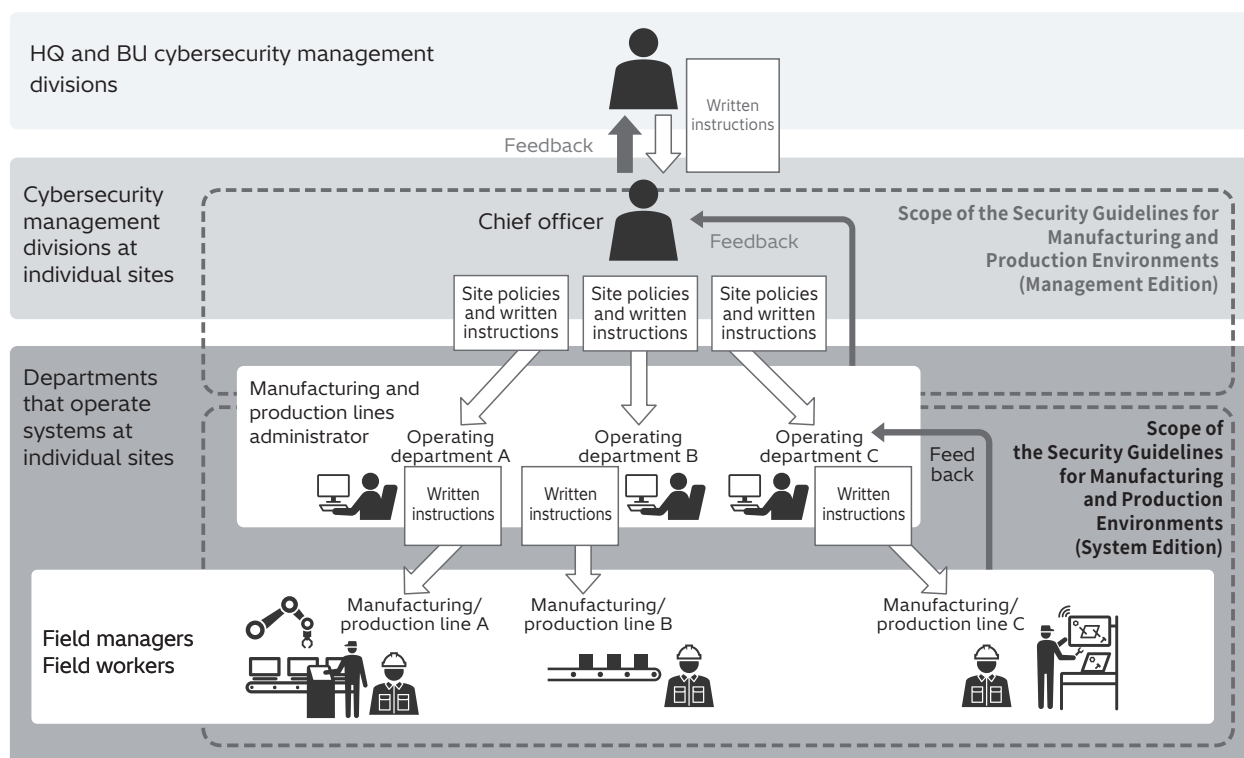 HQ and BU cybersecurity management
divisions
Written
instructions
Feedback
Cybersecurity
management
divisions at
individual sites
Chief officer
Feedback
Scope of the Security Guidelines for
Manufacturing and
Production Environments
(Management Edition)
Site policies
and written
instructions
Site policies
and written
instructions
Site policies
and written
instructions
Departments
that operate
systems at
individual sites
Manufacturing and
production lines
administrator
Operating
department A
Operating
department B
Operating
department C
Feed
back
Scope of
the Security Guidelines
for Manufacturing
and Production
Environments
(System Edition)
Written
instructions
Written
instructions
Written
instructions
Field managers
Field workers
Manufacturing/
production line A
Manufacturing/
production line B
Manufacturing/
production line C